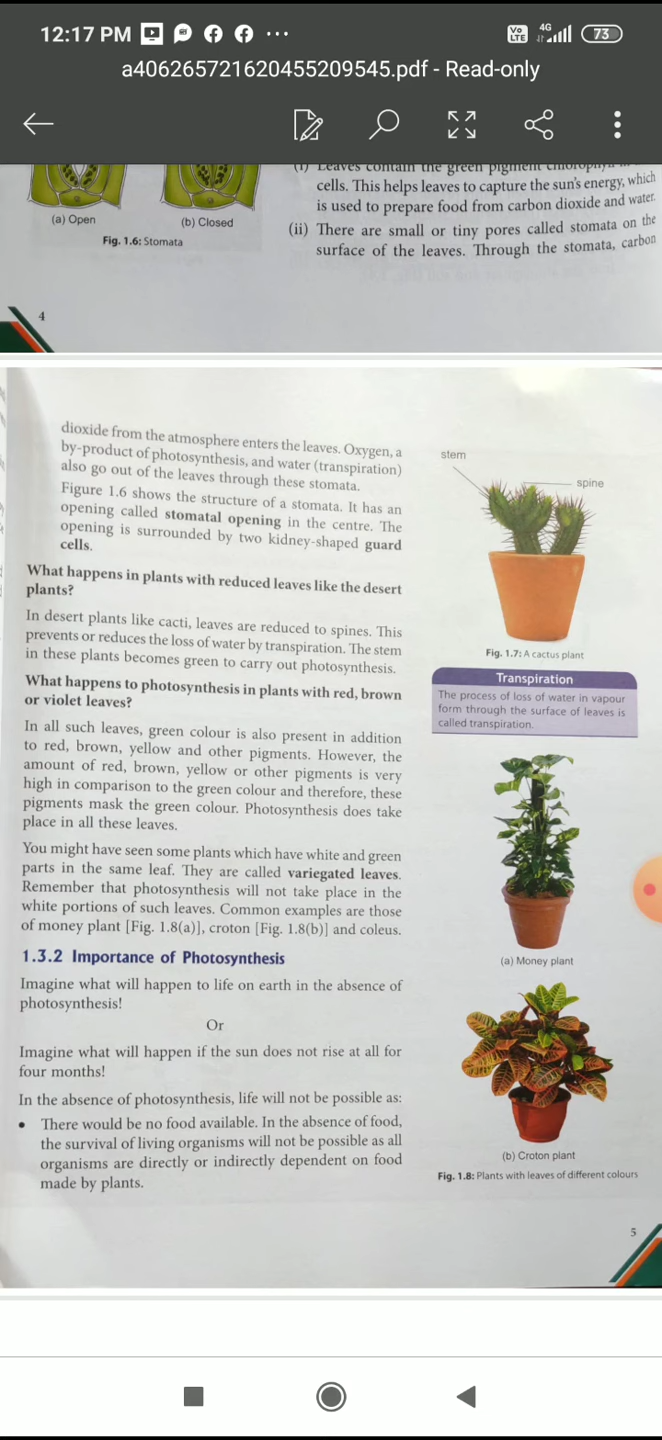 12:17 PM
Vo LTE 4G 73
a406265721620455209545.pdf - Read-only
(a) Open
(b) Closed
Fig. 1.6: Stomata
(i) Leaves contain the green pigment
cells. This helps leaves to capture the sun's energy, which
is used to prepare food from carbon dioxide and water.
(ii) There are small or tiny pores called stomata on the
surface of the leaves. Through the stomata, carbon
4
dioxide from the atmosphere enters the leaves. Oxygen, a
by-product of photosynthesis, and water (transpiration)
also go out of the leaves through these stomata.
Figure 1.6 shows the structure of a stomata. It has an
opening called stomatal opening in the centre. The
opening is surrounded by two kidney-shaped guard
cells.
What happens in plants with reduced leaves like the desert
plants?
In desert plants like cacti, leaves are reduced to spines. This
prevents or reduces the loss of water by transpiration. The stem
in these plants becomes green to carry out photosynthesis.
What happens to photosynthesis in plants with red, brown
or violet leaves?
In all such leaves, green colour is also present in addition
to red, brown, yellow and other pigments. However, the
amount of red, brown, yellow or other pigments is very
high in comparison to the green colour and therefore, these
pigments mask the green colour. Photosynthesis does take
place in all these leaves.
You might have seen some plants which have white and green
parts in the same leaf. They are called variegated leaves.
Remember that photosynthesis will not take place in the
white portions of such leaves. Common examples are those
of money plant [Fig. 1.8(a)], croton [Fig. 1.8(b)] and coleus.
1.3.2 Importance of Photosynthesis
Imagine what will happen to life on earth in the absence of
photosynthesis!
Or
Imagine what will happen if the sun does not rise at all for
four months!
In the absence of photosynthesis, life will not be possible as:
• There would be no food available. In the absence of food,
the survival of living organisms will not be possible as all
organisms are directly or indirectly dependent on food
made by plants.
stem
spine
Fig. 1.7: A cactus plant
Transpiration
The process of loss of water in vapour
form through the surface of leaves is
called transpiration.
(a) Money plant
(b) Croton plant
Fig. 1.8: Plants with leaves of different colours
5